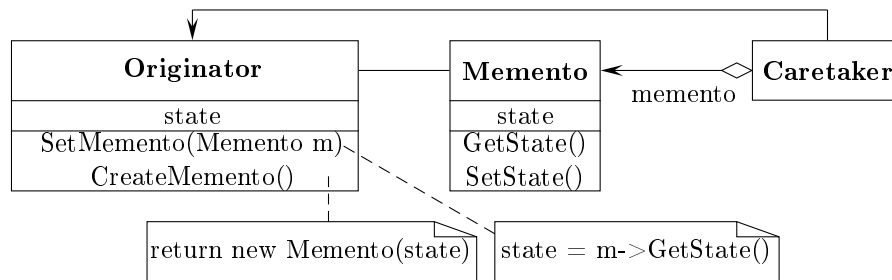 Originator
Memento
Caretaker
memento
state
state
SetMemento(Memento m)
GetState()
CreateMemento()
SetState()
return new Memento(state)
state = m->GetState()